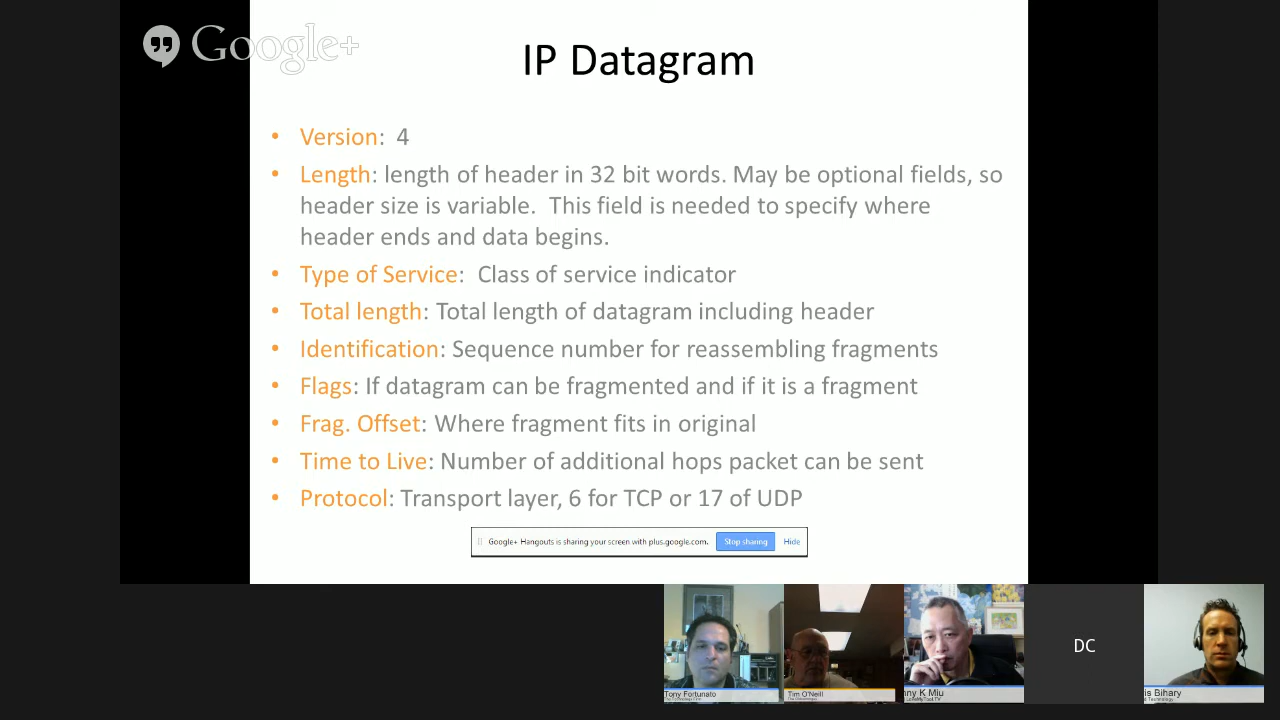 Google+
IP Datagram
• Version: 4
• Length: length of header in 32 bit words. May be optional fields, so
header size is variable. This field is needed to specify where
header ends and data begins.
• Type of Service: Class of service indicator
• Total length: Total length of datagram including header
• Identification: Sequence number for reassembling fragments
• Flags: If datagram can be fragmented and if it is a fragment
• Frag. Offset: Where fragment fits in original
• Time to Live: Number of additional hops packet can be sent
• Protocol: Transport layer, 6 for TCP or 17 of UDP
Google+ Hangouts is sharing your screen with plus.google.com. Stop sharing Hide
DC
Tony Fortunato
Tim O'Neill
nny K Miu
is Bihary